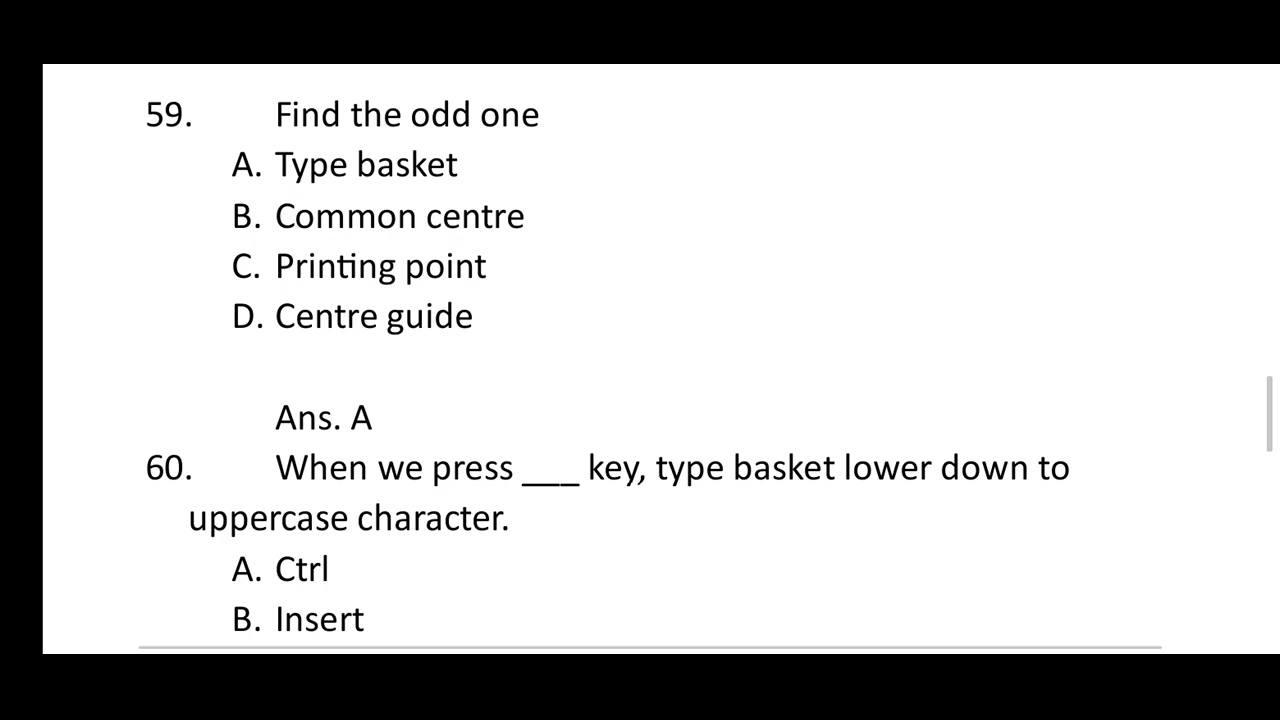 59. Find the odd one
A. Type basket
B. Common centre
C. Printing point
D. Centre guide
Ans. A
60. When we press ___ key, type basket lower down to
uppercase character.
A. Ctrl
B. Insert